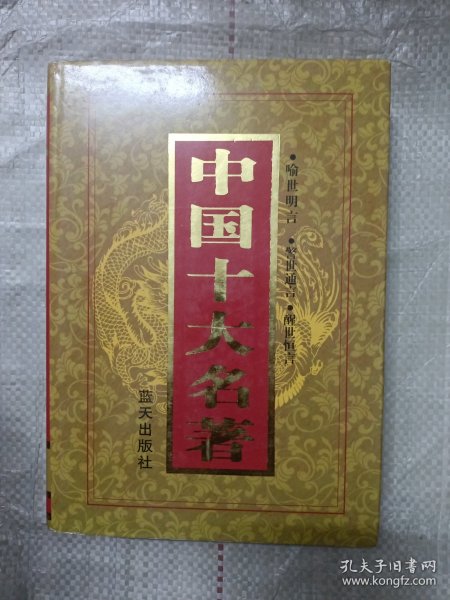 中国十大名著
·喻世明言·警世通言·醒世恒言
蓝天出版社
孔夫子旧书网
www.kongfz.com